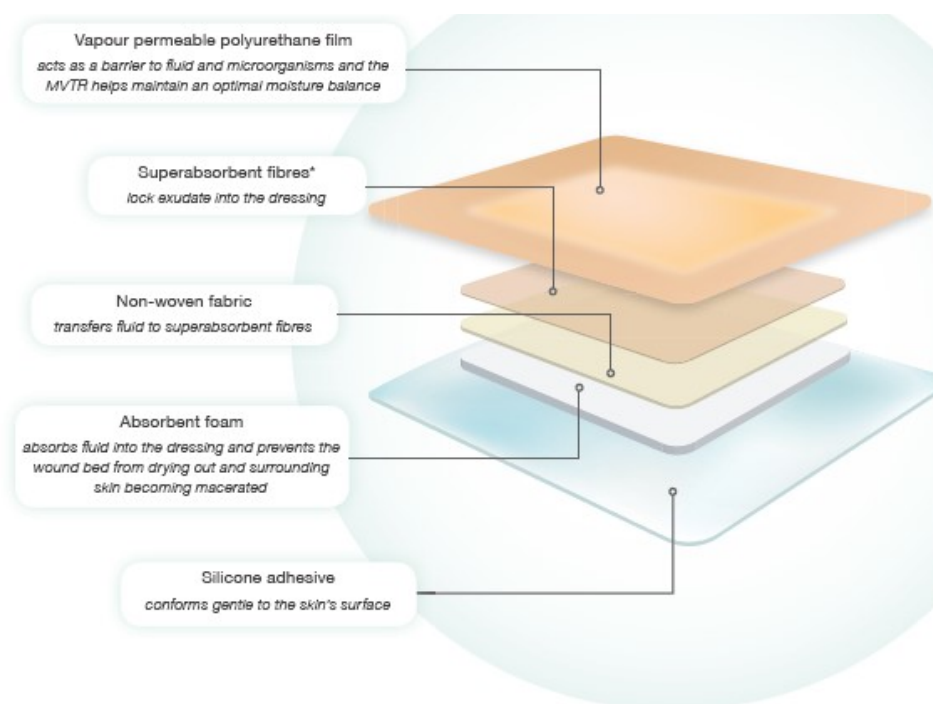 Vapour permeable polyurethane film
acts as a barrier to fluid and microorganisms and the
MVTR helps maintain an optimal moisture balance
Superabsorbent fibres*
lock exudate into the dressing
Non-woven fabric
transfers fluid to superabsorbent fibres
Absorbent foam
absorbs fluid into the dressing and prevents the
wound bed from drying out and surrounding
skin becoming macerated
Silicone adhesive
conforms gentle to the skin's surface